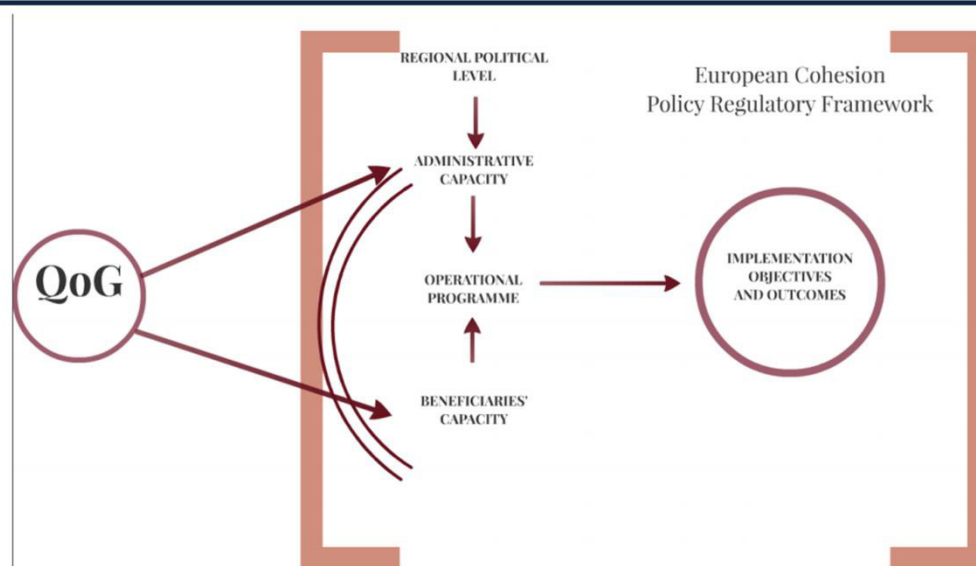 REGIONAL POLITICAL
LEVEL
European Cohesion
Policy Regulatory Framework
ADMINISTRATIVE
CAPACITY
QoG
OPERATIONAL
PROGRAMME
IMPLEMENTATION
OBJECTIVES
AND OUTCOMES
BENEFICIARIES'
CAPACITY